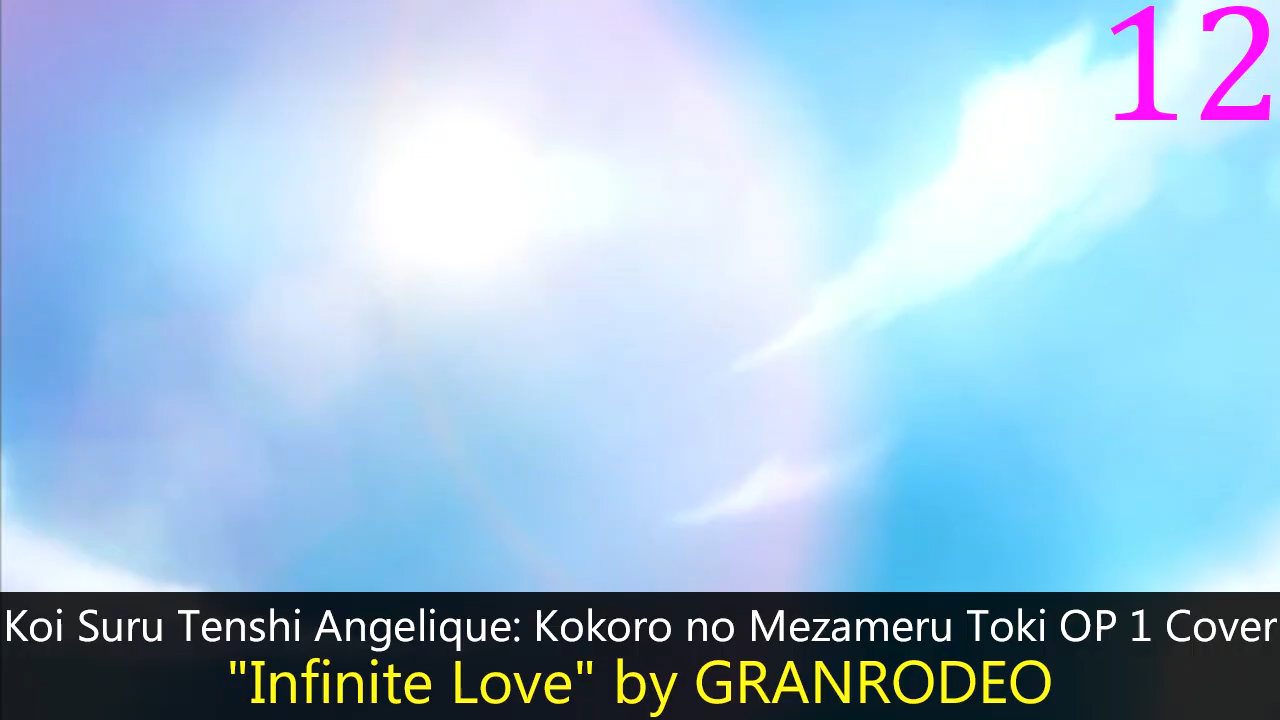 12
Koi Suru Tenshi Angelique: Kokoro no Mezameru Toki OP 1 Cover
"Infinite Love" by GRANRODEO